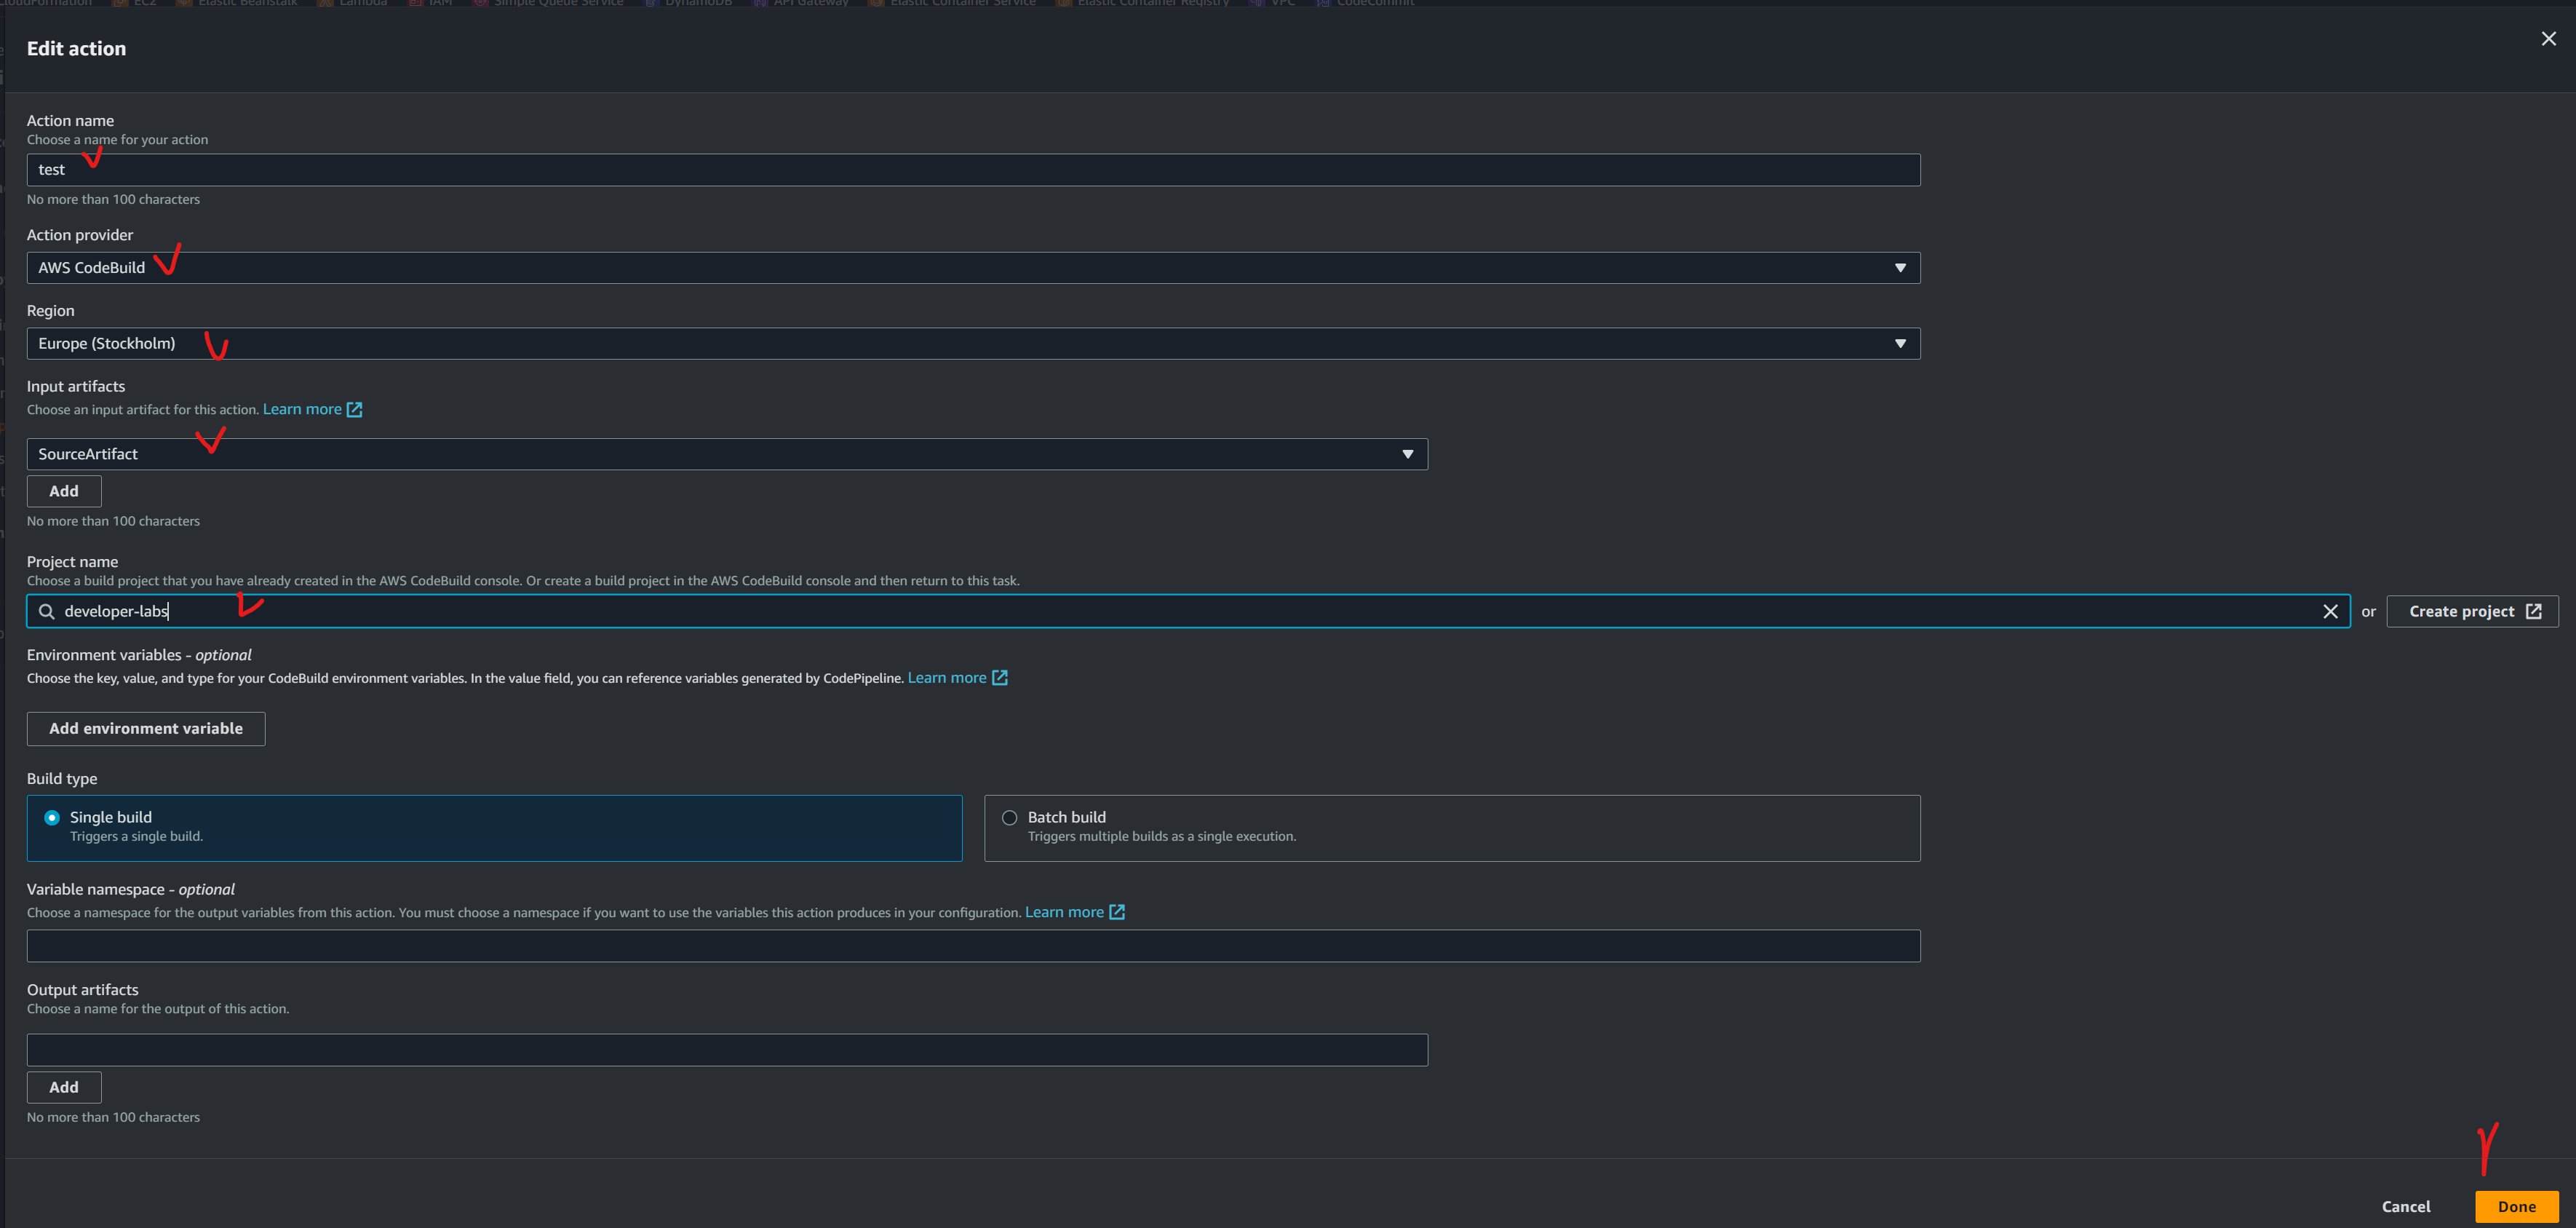 CloudFormation EC2 Elastic Beanstalk Lambda IAM Simple Queue Service DynamoDB API Gateway Elastic Container Service Elastic Container Registry VPC CodeCommit
Edit action
Action name
Choose a name for your action
test
No more than 100 characters
Action provider
AWS CodeBuild
Region
Europe (Stockholm)
Input artifacts
Choose an input artifact for this action. Learn more
SourceArtifact
Add
No more than 100 characters
Project name
Choose a build project that you have already created in the AWS CodeBuild console. Or create a build project in the AWS CodeBuild console and then return to this task.
developer-labs or Create project
Environment variables - optional
Choose the key, value, and type for your CodeBuild environment variables. In the value field, you can reference variables generated by CodePipeline. Learn more
Add environment variable
Build type
Single build Batch build
Triggers a single build. Triggers multiple builds as a single execution.
Variable namespace - optional
Choose a namespace for the output variables from this action. You must choose a namespace if you want to use the variables this action produces in your configuration. Learn more
Output artifacts
Choose a name for the output of this action.
Add
No more than 100 characters
Cancel Done